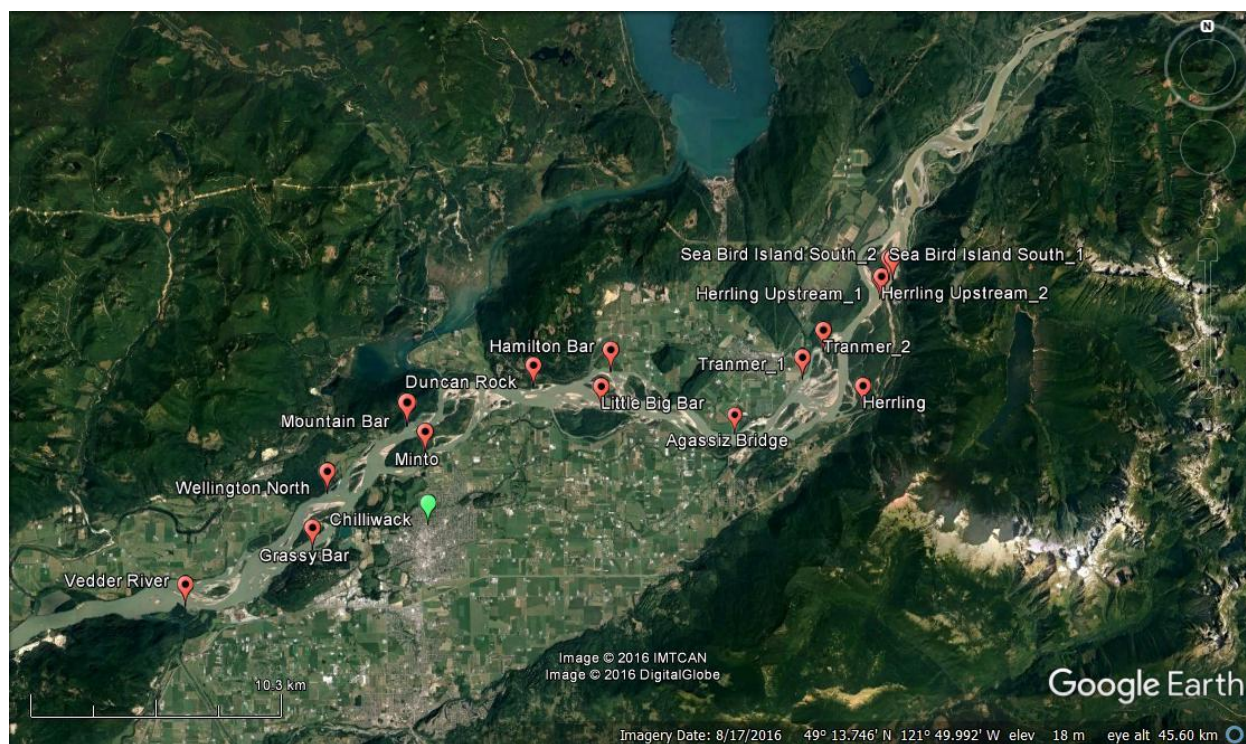 N
Sea Bird Island South_2
Sea Bird Island South_1
Herrling Upstream_1
Herrling Upstream_2
Hamilton Bar
Tranmer_2
Tranmer_1
Duncan Rock
Little Big Bar
Herrling
Mountain Bar
Agassiz Bridge
Minto
Wellington North
Chilliwack
Grassy Bar
Vedder River
Image © 2016 IMTCAN
Image © 2016 DigitalGlobe
10.3 km
Google Earth
Imagery Date: 8/17/2016 49° 13.746' N 121° 49.992' W elev 18 m eye alt 45.60 km